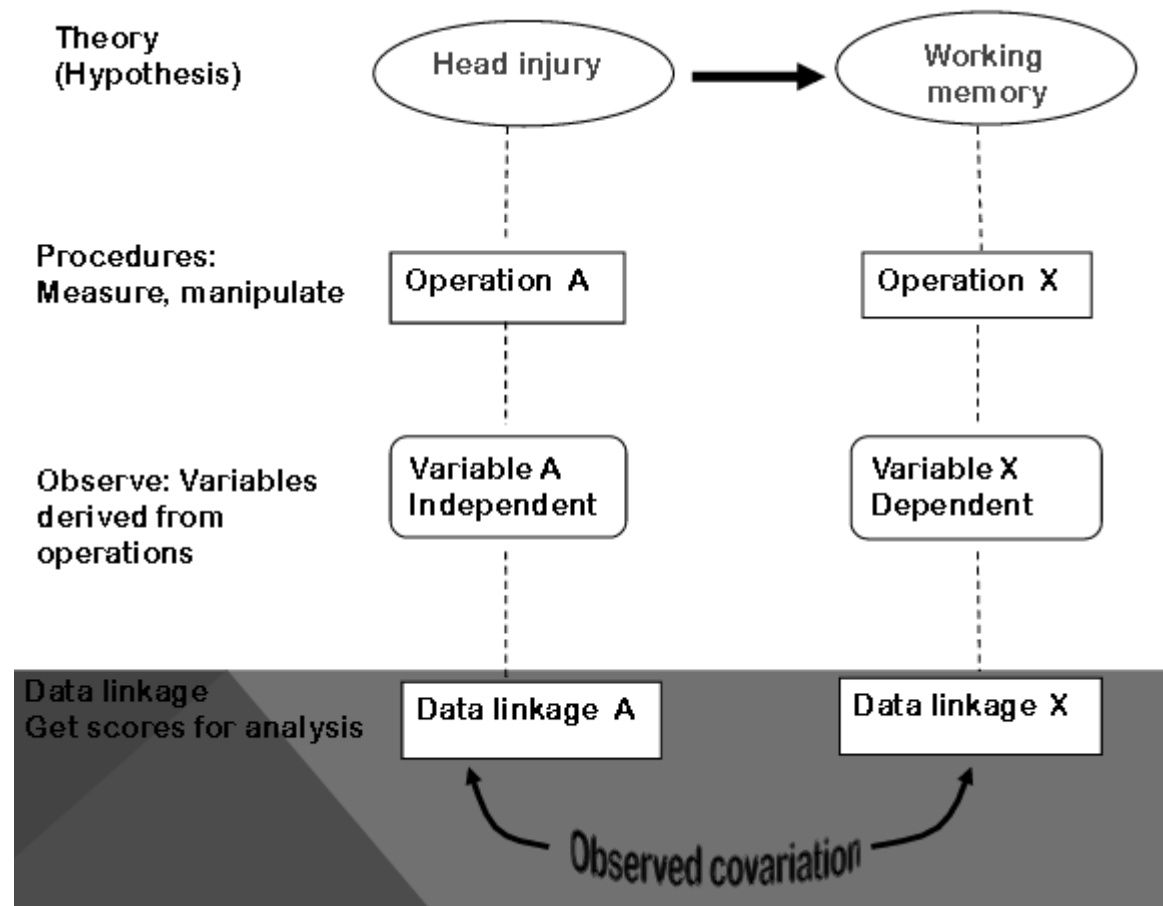 Theory
(Hypothesis)
Head injury
Working
memory
Procedures:
Measure, manipulate
Operation A
Operation X
Observe: Variables
derived from
operations
Variable A
Independent
Variable X
Dependent
Data linkage
Get scores for analysis
Data linkage A
Data linkage X
Observed covariation